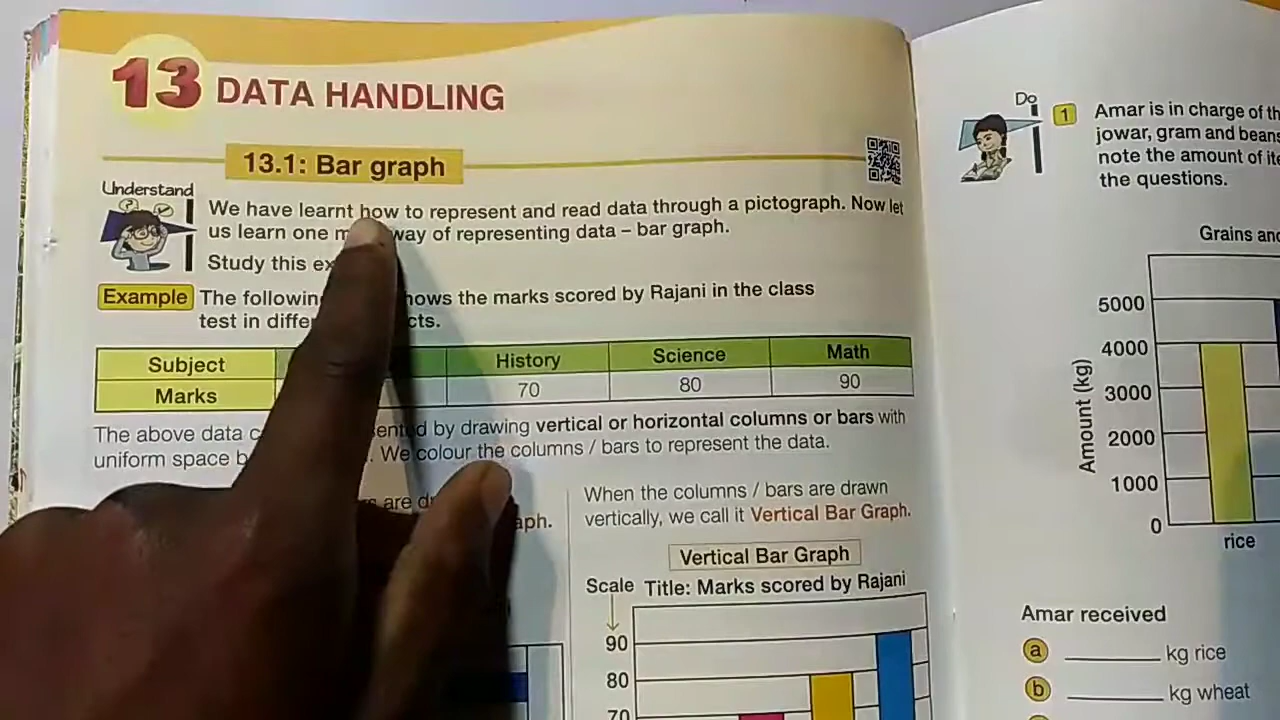 13 DATA HANDLING
13.1: Bar graph
Understand
We have learnt how to represent and read data through a pictograph. Now let
us learn one way of representing data – bar graph.
Study this
Example The following the marks scored by Rajani in the class
test in
Subject History Science Math
Marks 70 80 90
The above data by drawing vertical or horizontal columns or bars with
uniform space We colour the columns / bars to represent the data.
are
When the columns / bars are drawn
vertically, we call it Vertical Bar Graph.
Vertical Bar Graph
Scale Title: Marks scored by Rajani
90
80
70
Do
1 Amar is in charge of
jowar, gram and
note the amount of
the questions.
Grains
Amount (kg)
5000
4000
3000
2000
1000
0
rice
Amar received
a ______ kg rice
b ______ kg wheat